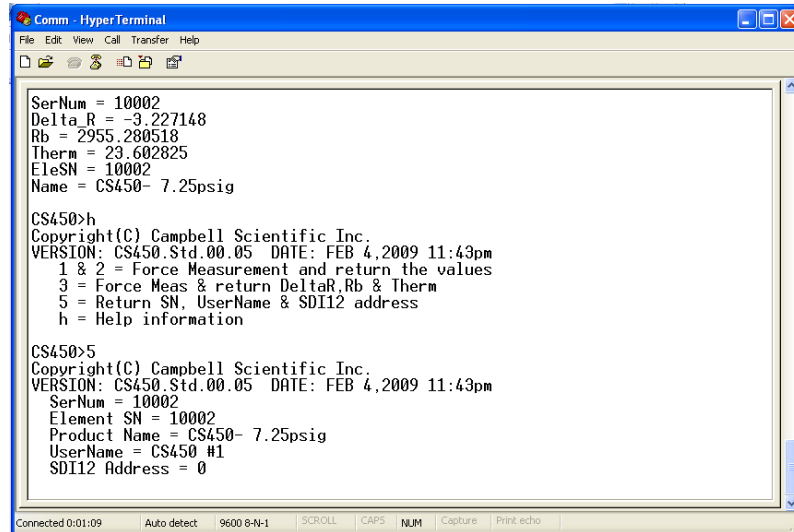 Comm - HyperTerminal
File Edit View Call Transfer Help
SerNum = 10002
Delta_R = -3.227148
Rb = 2955.280518
Therm = 23.602825
EleSN = 10002
Name = CS450- 7.25psig
CS450>h
Copyright(C) Campbell Scientific Inc.
VERSION: CS450.Std.00.05 DATE: FEB 4,2009 11:43pm
1 & 2 = Force Measurement and return the values
3 = Force Meas & return DeltaR,Rb & Therm
5 = Return SN, UserName & SDI12 address
h = Help information
CS450>5
Copyright(C) Campbell Scientific Inc.
VERSION: CS450.Std.00.05 DATE: FEB 4,2009 11:43pm
SerNum = 10002
Element SN = 10002
Product Name = CS450- 7.25psig
UserName = CS450 #1
SDI12 Address = 0
Connected 0:01:09 Auto detect 9600 8-N-1 SCROLL CAPS NUM Capture Print echo